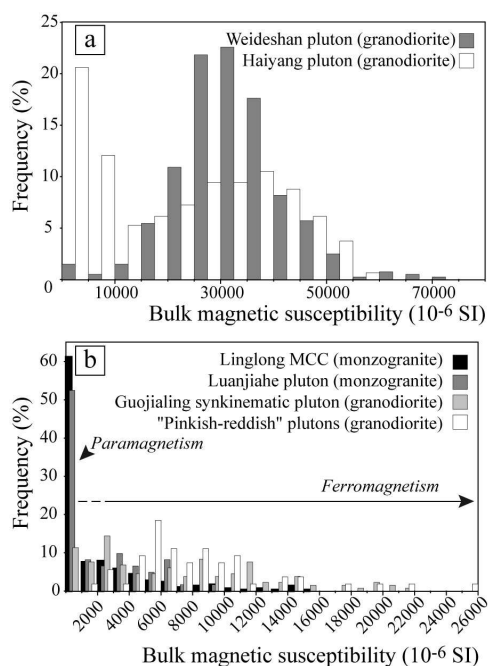 a
Weideshan pluton (granodiorite)
Haiyang pluton (granodiorite)
Frequency (%)
25
20
15
10
5
0
10000 30000 50000 70000
Bulk magnetic susceptibility (10-6 SI)
b
Linglong MCC (monzogranite)
Luanjiahe pluton (monzogranite)
Guojialing synkinematic pluton (granodiorite)
"Pinkish-reddish" plutons (granodiorite)
Paramagnetism
Ferromagnetism
Frequency (%)
60
50
40
30
20
10
0
2000 4000 6000 8000 10000 12000 14000 16000 18000 20000 22000 24000 26000
Bulk magnetic susceptibility (10-6 SI)